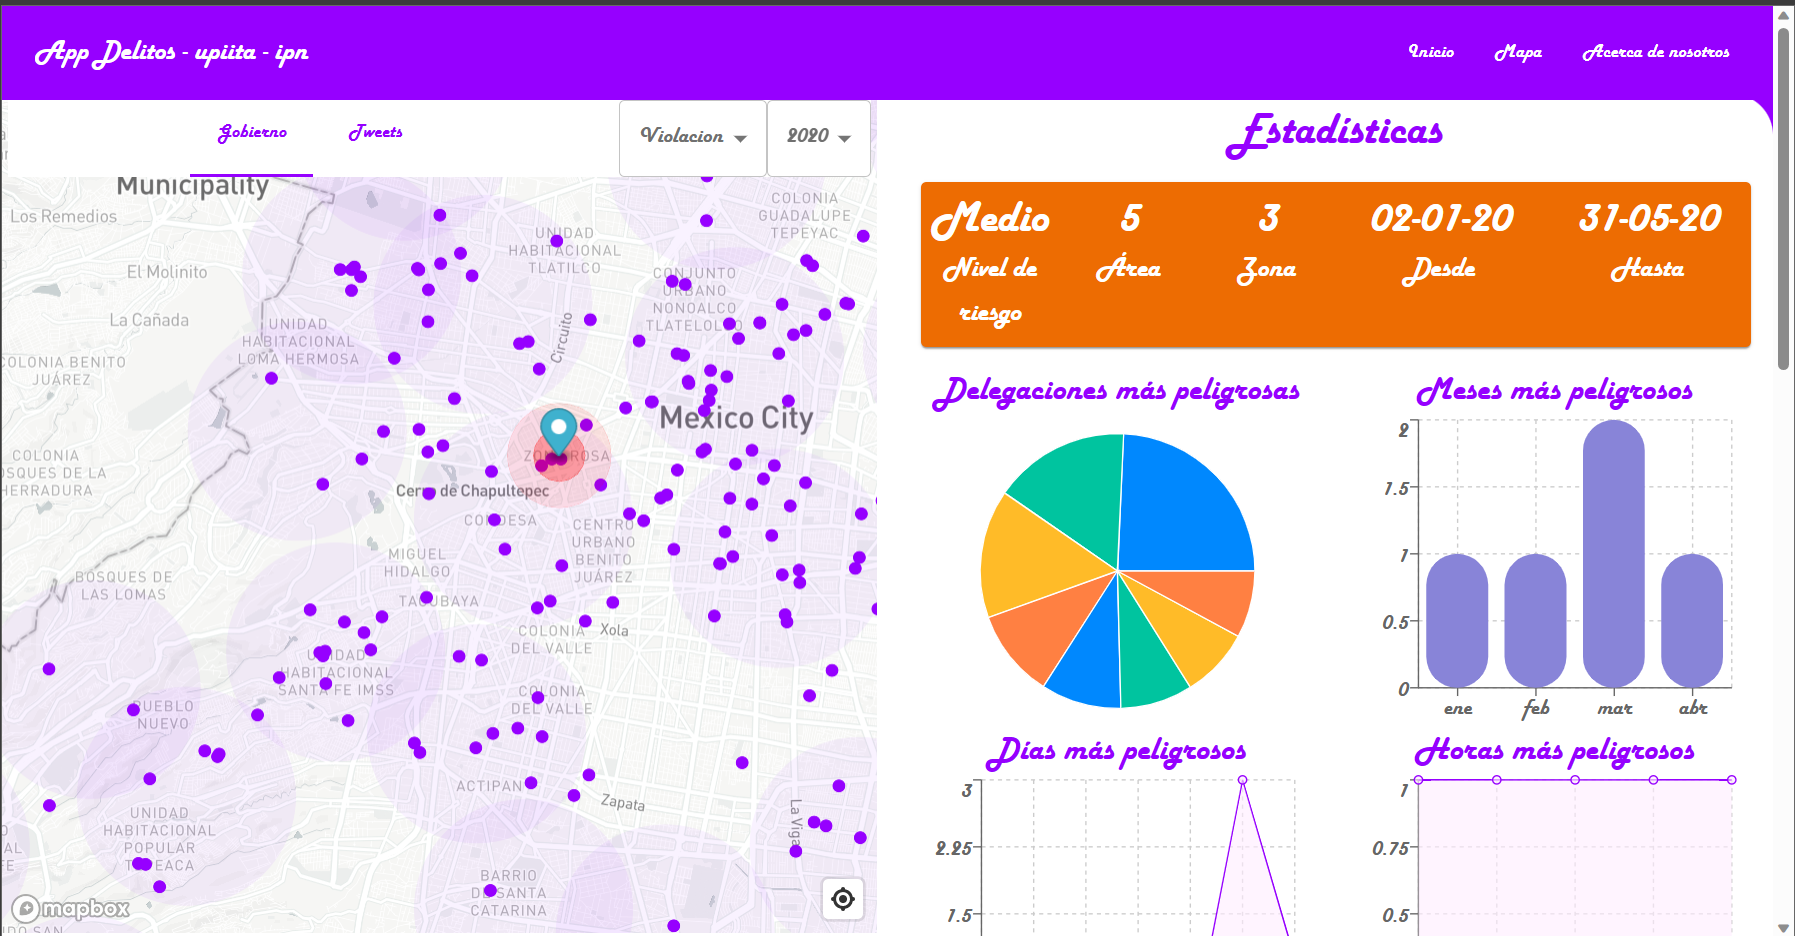 App Delitos - upiita - ipn
Inicio
Mapa
Acerca de nosotros
Gobierno
Tweets
Violacion
2020
Municipality
Los Remedios
El Molinito
La Cañada
COLONIA BENITO
JUÁREZ
UNIDAD
HABITACIONAL
LOMA HERMOSA
UNIDAD
HABITACIONAL
TLATILCO
COLONIA
GUADALUPE
TEPEYAC
CONJUNTO
URBANO
NONOALCO
TLATELOLCO
Circuito
Mexico City
ZONA ROSA
COLONIA
BOSQUES DE LA
HERRADURA
Cerro de Chapultepec
CONDESA
CENTRO
URBANO
BENITO
JUÁREZ
MIGUEL
HIDALGO
BOSQUES DE
LAS LOMAS
TACUBAYA
COLONIA
DEL VALLE
Xola
UNIDAD
HABITACIONAL
SANTA FE IMSS
COLONIA
DEL VALLE
PUEBLO
NUEVO
ACTIPAN
Zapata
La Viga
UNIDAD
HABITACIONAL
POPULAR
TEPEACA
BARRIO
DE SANTA
CATARINA
mapbox
Estadísticas
Medio
5
3
02-01-20
31-05-20
Nivel de
riesgo
Área
Zona
Desde
Hasta
Delegaciones más peligrosas
Meses más peligrosos
2
1.5
1
0.5
0
ene
feb
mar
abr
Días más peligrosos
3
2.25
1.5
Horas más peligrosos
1
0.75
0.5